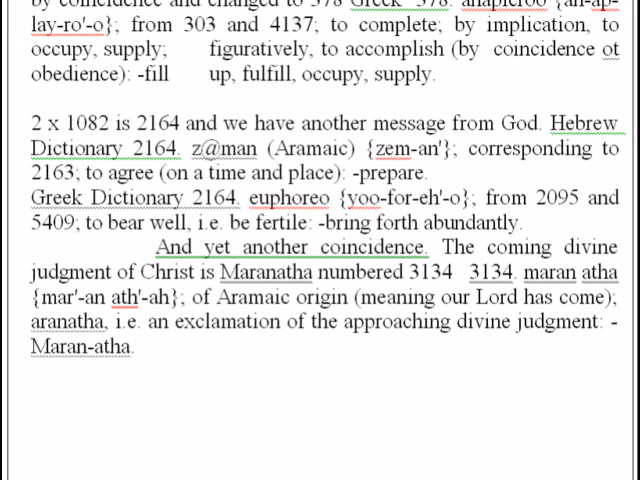 by coincidence and changed to 378 Greek 378. anapleroo {an-ap-
lay-ro'-o}; from 303 and 4137; to complete; by implication, to
occupy, supply; figuratively, to accomplish (by coincidence ot
obedience): -fill up, fulfill, occupy, supply.
2 x 1082 is 2164 and we have another message from God. Hebrew
Dictionary 2164. z@man (Aramaic) {zem-an'}; corresponding to
2163; to agree (on a time and place): -prepare.
Greek Dictionary 2164. euphoreo {yoo-for-eh'-o}; from 2095 and
5409; to bear well, i.e. be fertile: -bring forth abundantly.
And yet another coincidence. The coming divine
judgment of Christ is Maranatha numbered 3134 3134. maran atha
{mar'-an ath'-ah}; of Aramaic origin (meaning our Lord has come);
aranatha, i.e. an exclamation of the approaching divine judgment: -
Maran-atha.